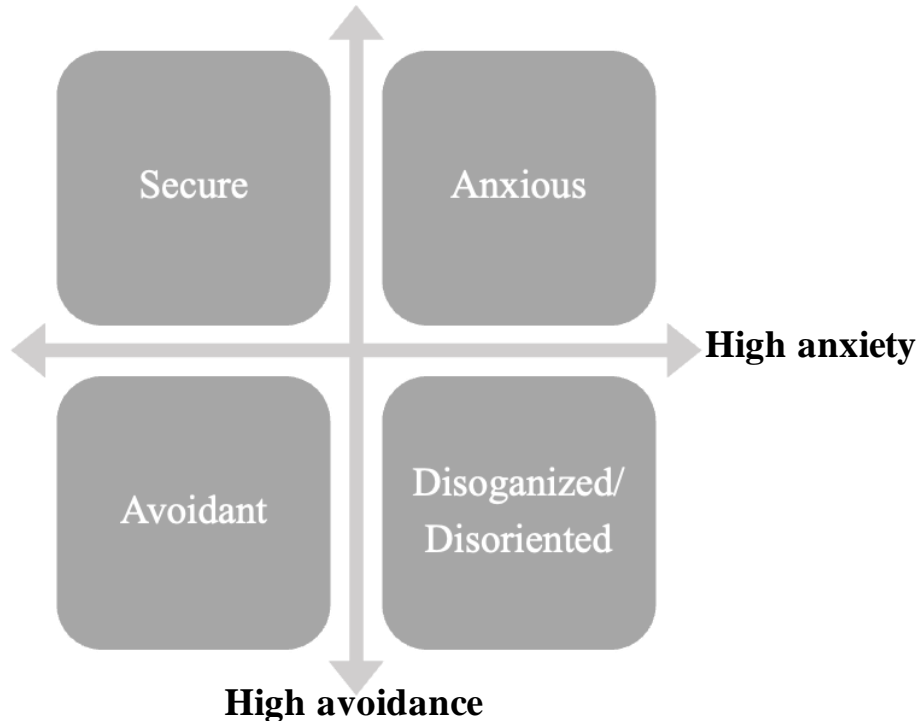 Secure
Anxious
High anxiety
Avoidant
Disoganized/
Disoriented
High avoidance